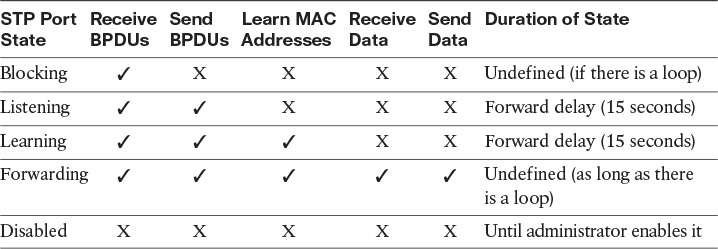 STP Port State | Receive BPDUs | Send BPDUs | Learn MAC Addresses | Receive Data | Send Data | Duration of State
Blocking ✓ X X X X Undefined (if there is a loop)
Listening ✓ ✓ X X X Forward delay (15 seconds)
Learning ✓ ✓ ✓ X X Forward delay (15 seconds)
Forwarding ✓ ✓ ✓ ✓ ✓ Undefined (as long as there
is a loop)
Disabled X X X X X Until administrator enables it